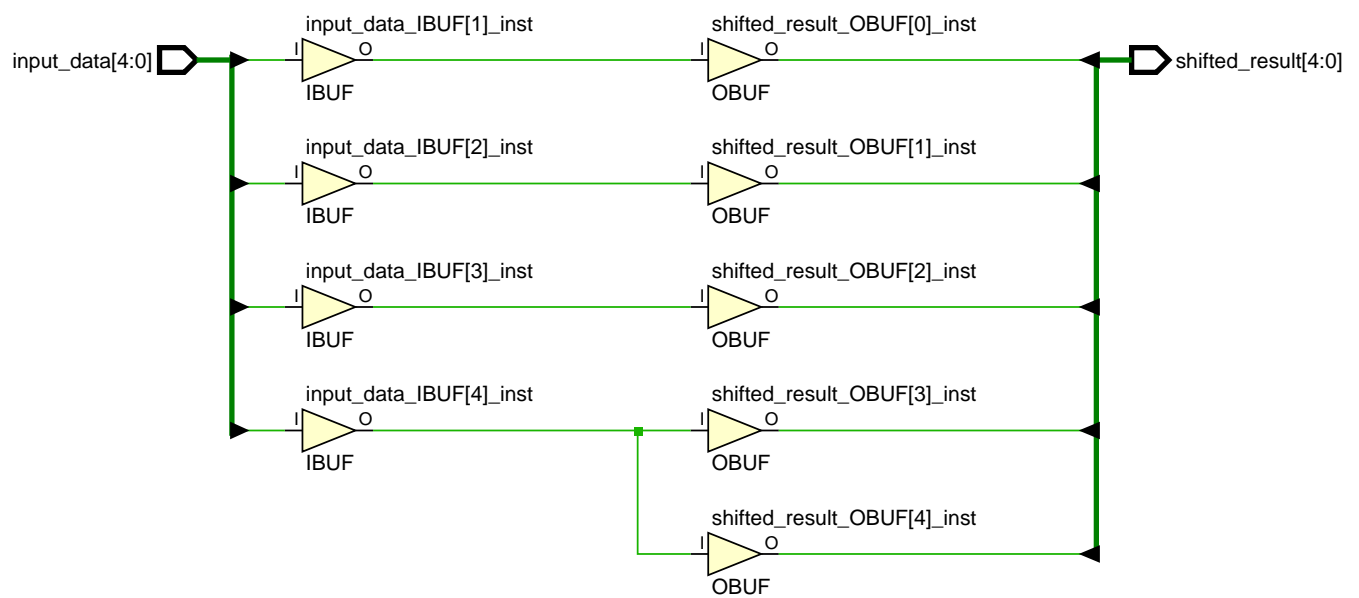 input_data_IBUF[1]_inst shifted_result_OBUF[0]_inst
input_data[4:0] I O I O shifted_result[4:0]
IBUF OBUF
input_data_IBUF[2]_inst shifted_result_OBUF[1]_inst
I O I O
IBUF OBUF
input_data_IBUF[3]_inst shifted_result_OBUF[2]_inst
I O I O
IBUF OBUF
input_data_IBUF[4]_inst shifted_result_OBUF[3]_inst
I O I O
IBUF OBUF
shifted_result_OBUF[4]_inst
I O
OBUF